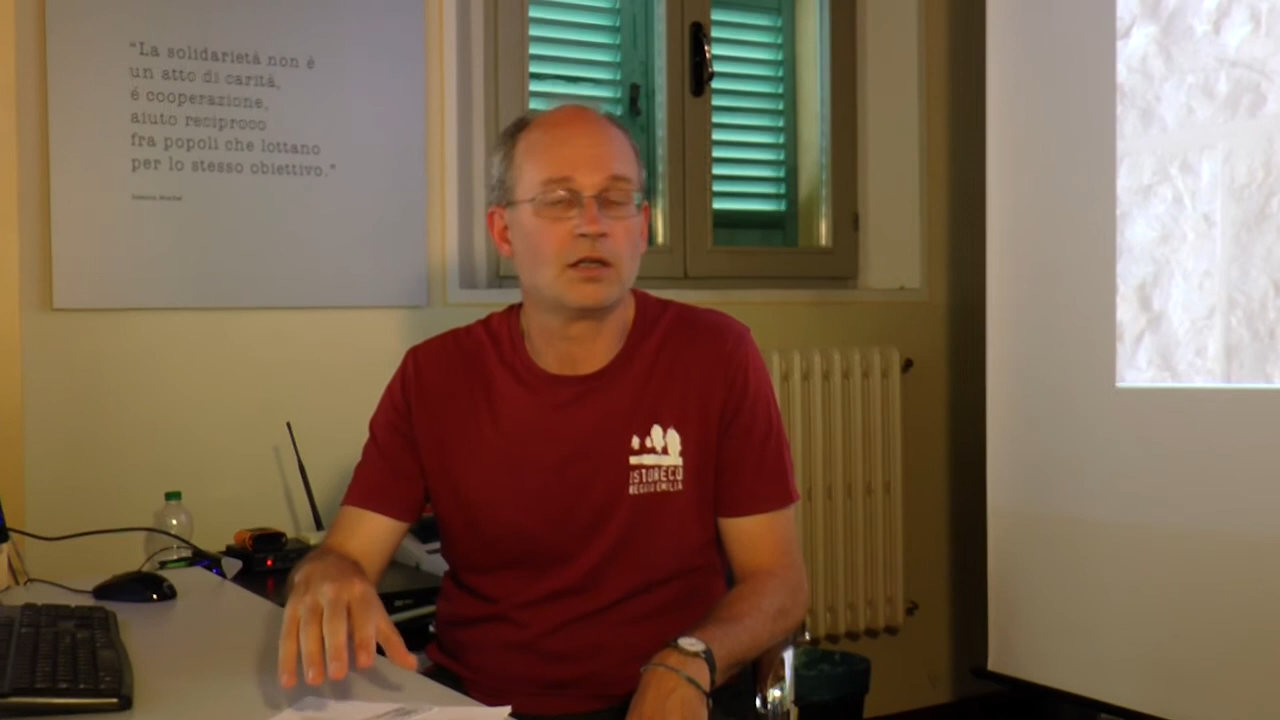 "La solidarietá non è
un atto di carità,
é cooperazione,
aiuto reciproco
fra popoli che lottano
per lo stesso obiettivo."
ISTORECO
REGGIO EMILIA